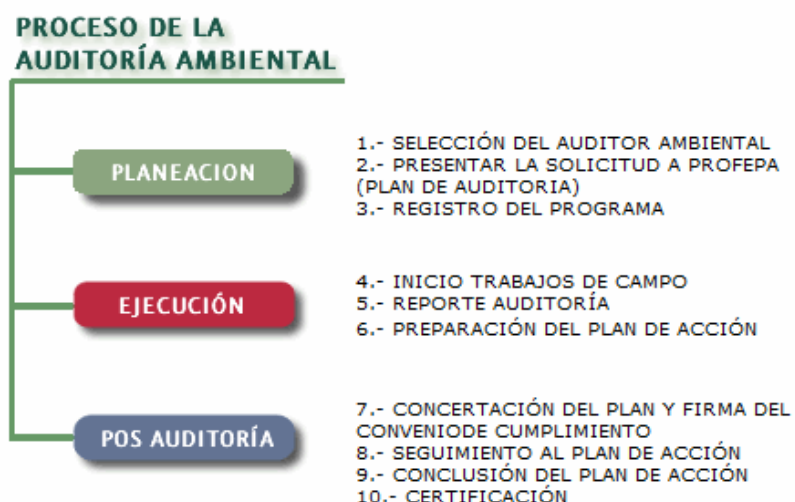 PROCESO DE LA
AUDITORÍA AMBIENTAL
PLANEACION
1.- SELECCIÓN DEL AUDITOR AMBIENTAL
2.- PRESENTAR LA SOLICITUD A PROFEPA
(PLAN DE AUDITORIA)
3.- REGISTRO DEL PROGRAMA
EJECUCIÓN
4.- INICIO TRABAJOS DE CAMPO
5.- REPORTE AUDITORÍA
6.- PREPARACIÓN DEL PLAN DE ACCIÓN
POS AUDITORÍA
7.- CONCERTACIÓN DEL PLAN Y FIRMA DEL
CONVENIODE CUMPLIMIENTO
8.- SEGUIMIENTO AL PLAN DE ACCIÓN
9.- CONCLUSIÓN DEL PLAN DE ACCIÓN
10.- CERTIFICACIÓN